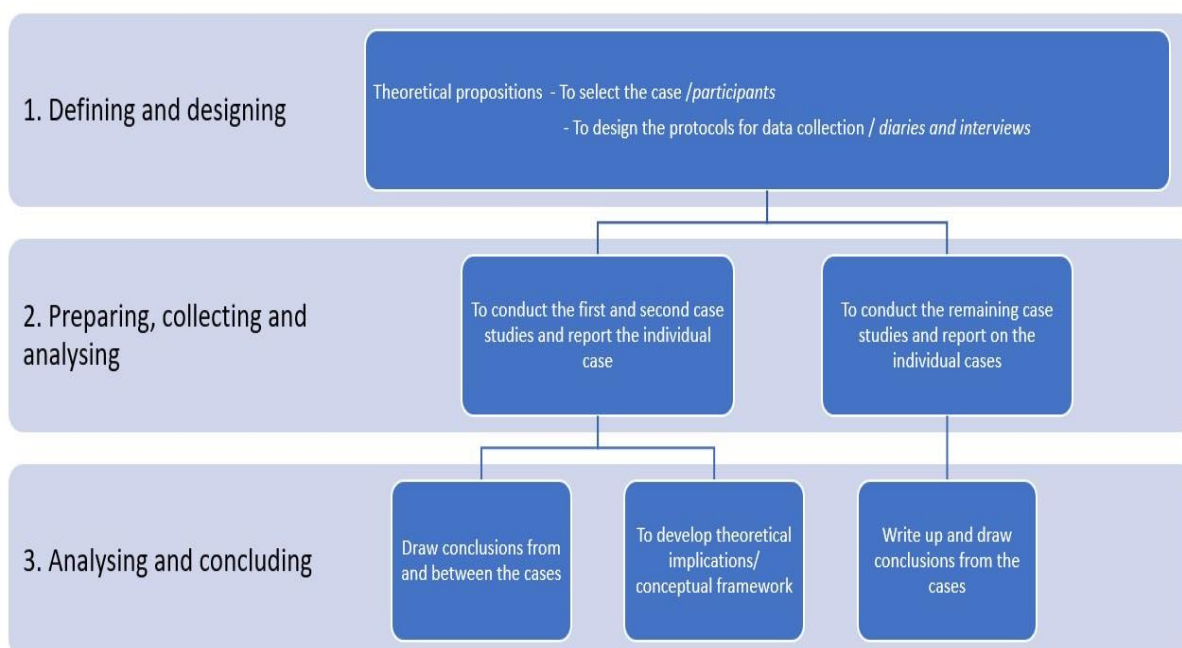 1. Defining and designing
Theoretical propositions - To select the case /participants
- To design the protocols for data collection / diaries and interviews
2. Preparing, collecting and
analysing
To conduct the first and second case
studies and report the individual
case
To conduct the remaining case
studies and report on the
individual cases
3. Analysing and concluding
Draw conclusions from
and between the cases
To develop theoretical
implications/
conceptual framework
Write up and draw
conclusions from the
cases